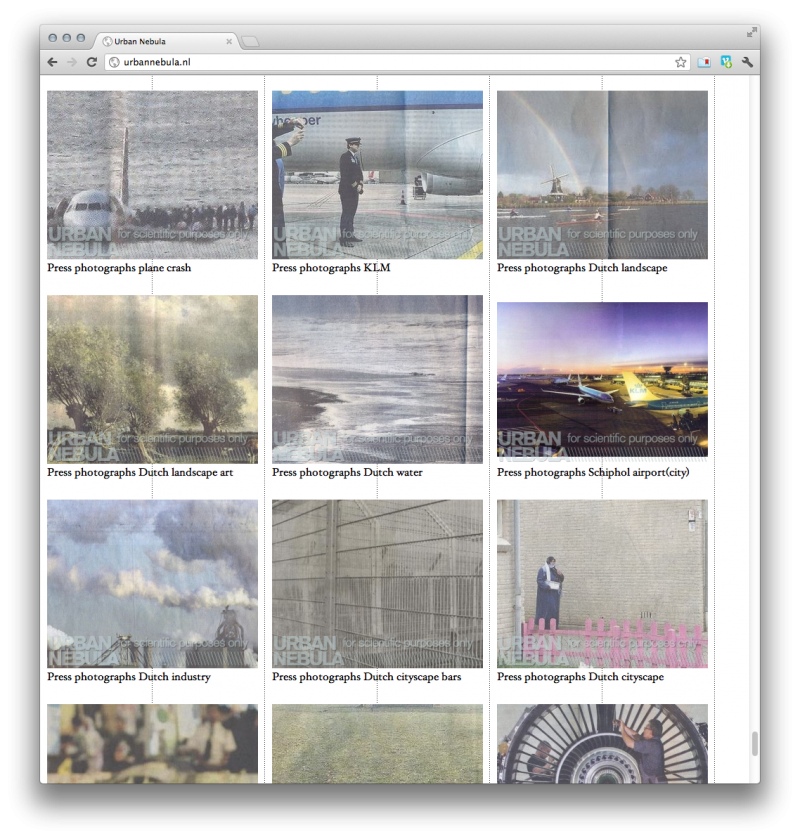 Urban Nebula
urbannebula.nl
URBAN for scientific purposes only
NEBULA
Press photographs plane crash
URBAN for scientific purposes only
NEBULA
Press photographs KLM
URBAN for scientific purposes only
NEBULA
Press photographs Dutch landscape
URBAN for scientific purposes only
NEBULA
Press photographs Dutch landscape art
URBAN for scientific purposes only
NEBULA
Press photographs Dutch water
URBAN for scientific purposes only
NEBULA
Press photographs Schiphol airport(city)
URBAN for scientific purposes only
NEBULA
Press photographs Dutch industry
URBAN for scientific purposes only
NEBULA
Press photographs Dutch cityscape bars
URBAN for scientific purposes only
NEBULA
Press photographs Dutch cityscape